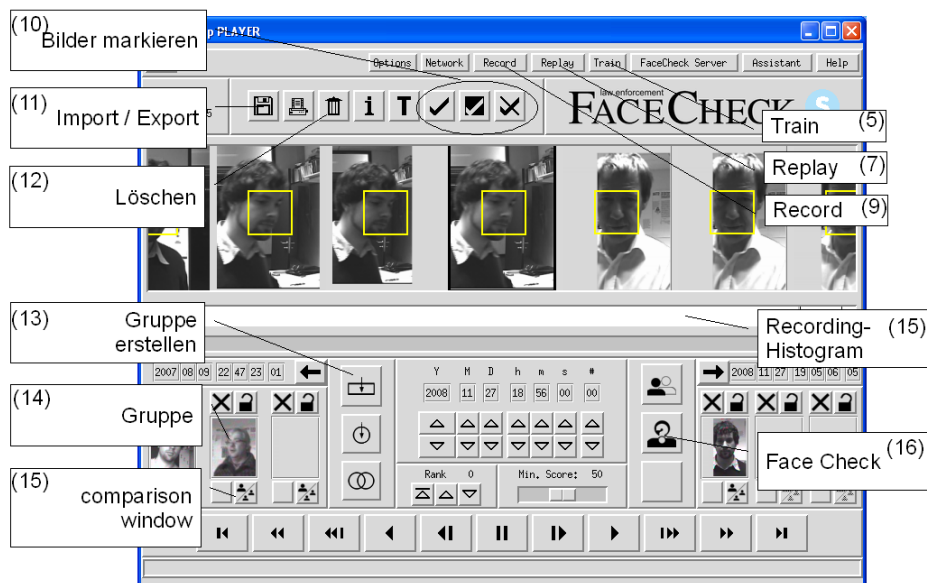 (10)
Bilder markieren
PLAYER
Options Network Record Replay Train FaceCheck Server Assistant Help
(11)
Import / Export
5
i T
law enforcement
FACECHECK S
Train (5)
(12)
Löschen
Replay (7)
Record (9)
(13)
Gruppe
erstellen
Recording- (15)
Histogram
2007 08 09 22 47 23 01
Y M D h m s #
2008 11 27 18 56 00 00
2008 11 27 19 05 06 05
(14)
Gruppe
Face Check (16)
(15)
comparison
window
Rank 0
Min. Score: 50